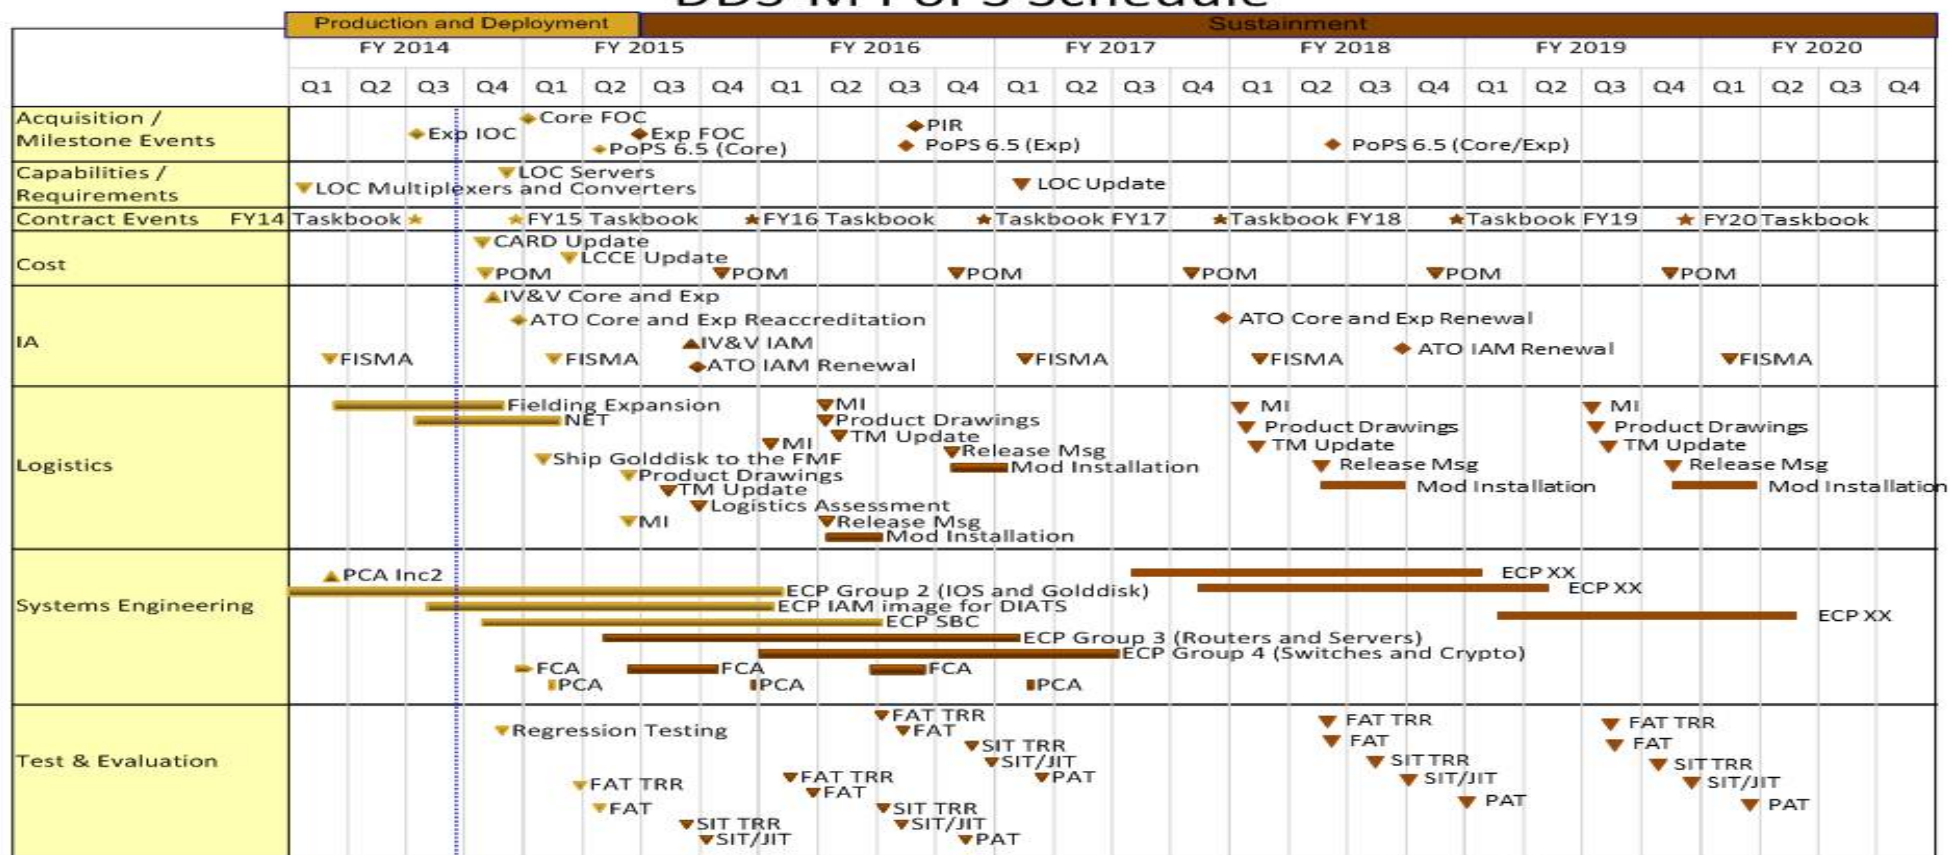 DDS-M PoPS Schedule
Production and Deployment Sustainment
FY 2014 FY 2015 FY 2016 FY 2017 FY 2018 FY 2019 FY 2020
Q1 Q2 Q3 Q4 Q1 Q2 Q3 Q4 Q1 Q2 Q3 Q4 Q1 Q2 Q3 Q4 Q1 Q2 Q3 Q4 Q1 Q2 Q3 Q4 Q1 Q2 Q3 Q4
Acquisition /
Milestone Events
Core FOC
PIR
Exp IOC Exp FOC
PoPS 6.5 (Core) PoPS 6.5 (Exp) PoPS 6.5 (Core/Exp)
Capabilities /
Requirements
LOC Servers
LOC Multiplexers and Converters LOC Update
Contract Events FY14 Taskbook FY15 Taskbook FY16 Taskbook Taskbook FY17 Taskbook FY18 Taskbook FY19 FY20 Taskbook
Cost
CARD Update
LCCE Update
POM POM POM POM POM POM
IA
IV&V Core and Exp
ATO Core and Exp Reaccreditation ATO Core and Exp Renewal
IV&V IAM ATO IAM Renewal
FISMA FISMA FISMA FISMA FISMA
ATO IAM Renewal
Logistics
Fielding Expansion MI MI MI
NET Product Drawings Product Drawings Product Drawings
TM Update TM Update TM Update
MI
Release Msg Release Msg Release Msg
Ship Golddisk to the FMF Mod Installation Mod Installation Mod Installation
Product Drawings
TM Update
Logistics Assessment
MI Release Msg
Mod Installation
Systems Engineering
PCA Inc2 ECP XX
ECP Group 2 (IOS and Golddisk) ECP XX
ECP IAM image for DIATS
ECP SBC ECP XX
ECP Group 3 (Routers and Servers)
ECP Group 4 (Switches and Crypto)
FCA FCA FCA
PCA PCA PCA
Test & Evaluation
FAT TRR FAT TRR FAT TRR
Regression Testing FAT FAT FAT
SIT TRR SIT TRR SIT TRR
SIT/JIT SIT/JIT SIT/JIT
FAT TRR PAT PAT PAT
FAT TRR FAT
FAT SIT TRR
SIT TRR SIT/JIT
SIT/JIT PAT